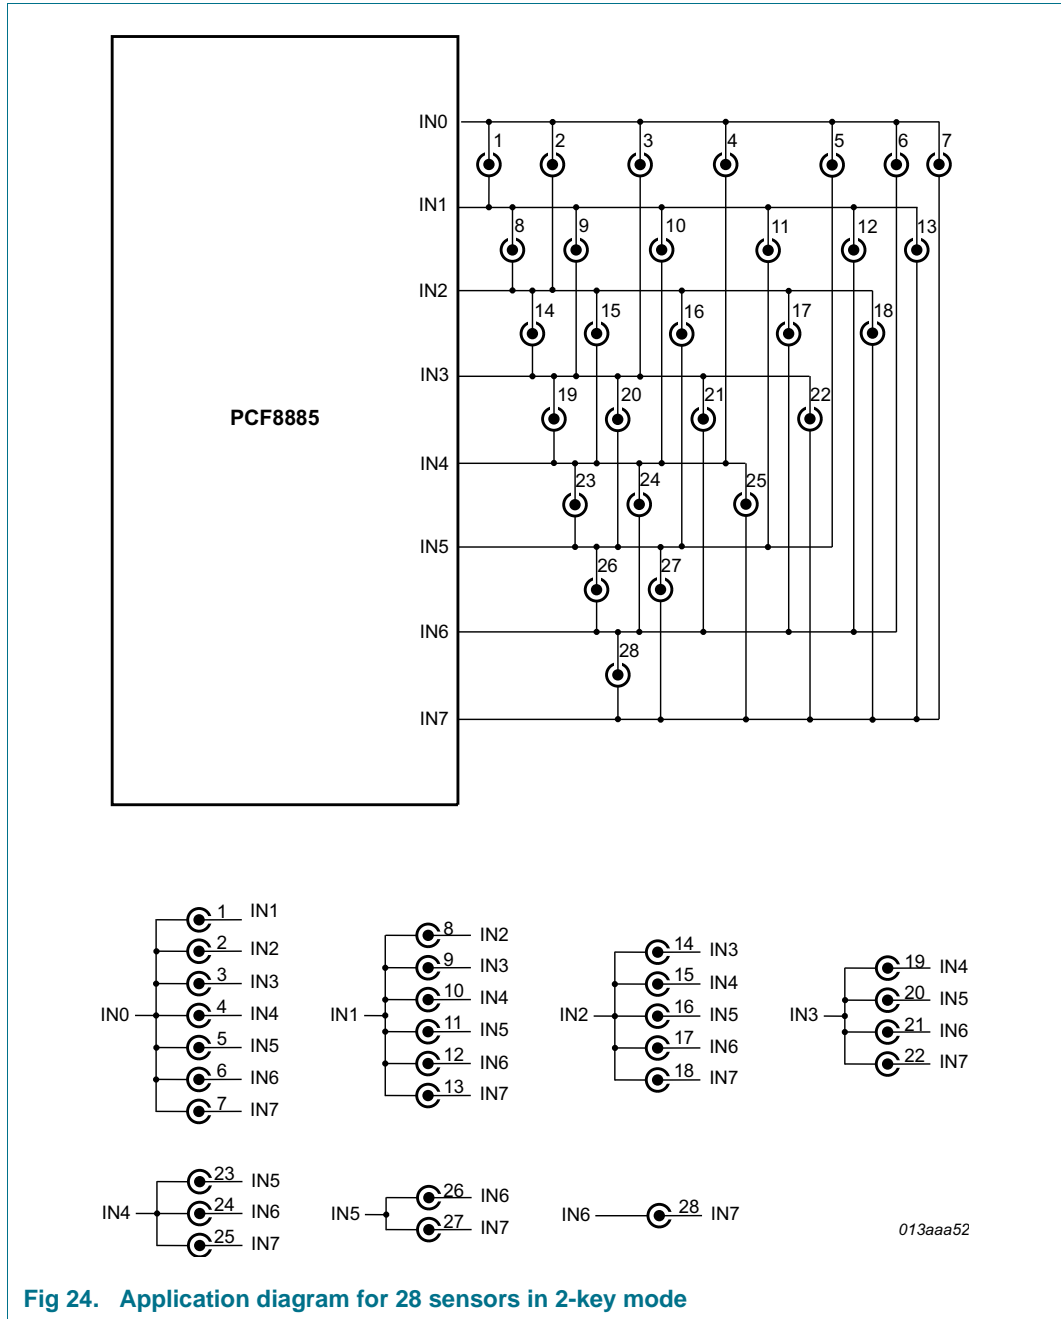 IN0
1 2 3 4 5 6 7
IN1
8 9 10 11 12 13
IN2
14 15 16 17 18
IN3
19 20 21 22
PCF8885
IN4
23 24 25
IN5
26 27
IN6
28
IN7
1 IN1
2 IN2
3 IN3
IN0 4 IN4
5 IN5
6 IN6
7 IN7
8 IN2
9 IN3
10 IN4
IN1 11 IN5
12 IN6
13 IN7
14 IN3
15 IN4
IN2 16 IN5
17 IN6
18 IN7
19 IN4
20 IN5
IN3 21 IN6
22 IN7
23 IN5
IN4 24 IN6
25 IN7
26 IN6
IN5 27 IN7
IN6 28 IN7
013aaa52
Fig 24. Application diagram for 28 sensors in 2-key mode